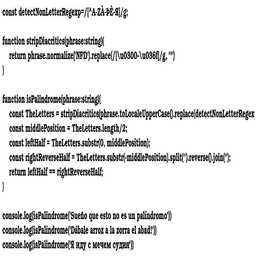 const detectNonLetterRegexp=/[^A-ZÀ-ÞЀ-Я]/g;
function stripDiacritics(phrase:string){
return phrase.normalize('NFD').replace(/[\u0300-\u036f]/g, "")
}
function isPalindrome(phrase:string){
const TheLetters = stripDiacritics(phrase.toLocaleUpperCase().replace(detectNonLetterRegex
const middlePosition = TheLetters.length/2;
const leftHalf = TheLetters.substr(0, middlePosition);
const rightReverseHalf = TheLetters.substr(-middlePosition).split('').reverse().join('');
return leftHalf == rightReverseHalf;
}
console.log(isPalindrome('Sueño que esto no es un palíndromo'))
console.log(isPalindrome('Dábale arroz a la zorra el abad!'))
console.log(isPalindrome('Я иду с мечем судия'))